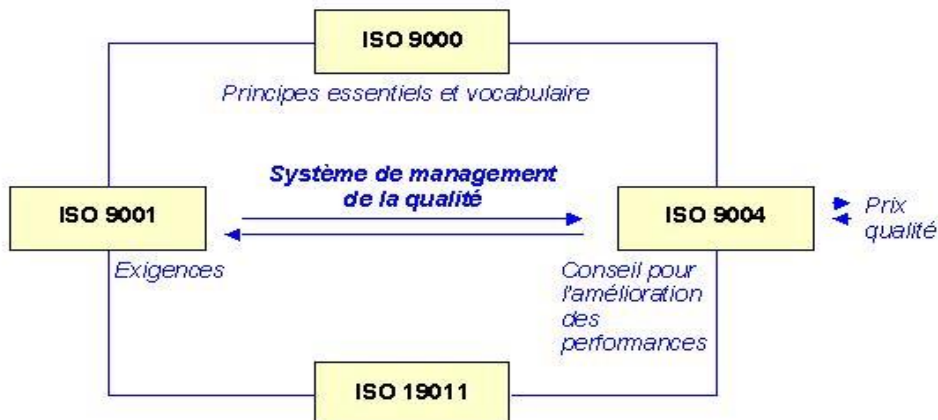 ISO 9000
Principes essentiels et vocabulaire
Système de management
de la qualité
ISO 9001
ISO 9004
Prix
qualité
Exigences
Conseil pour
l'amélioration
des
performances
ISO 19011